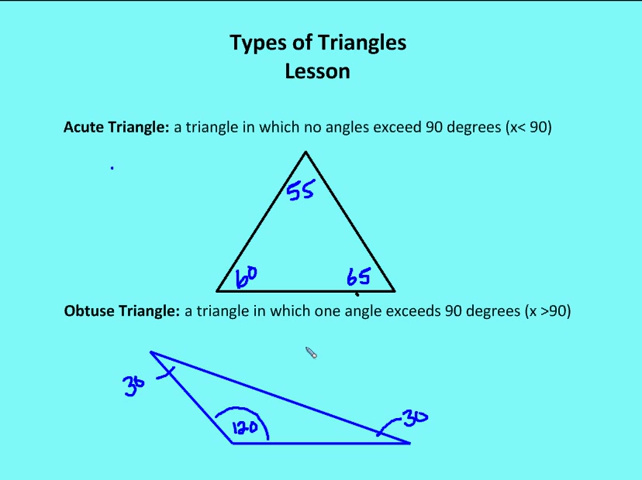 Types of Triangles
Lesson
Acute Triangle: a triangle in which no angles exceed 90 degrees (x< 90)
55
60
65
Obtuse Triangle: a triangle in which one angle exceeds 90 degrees (x >90)
30
120
30